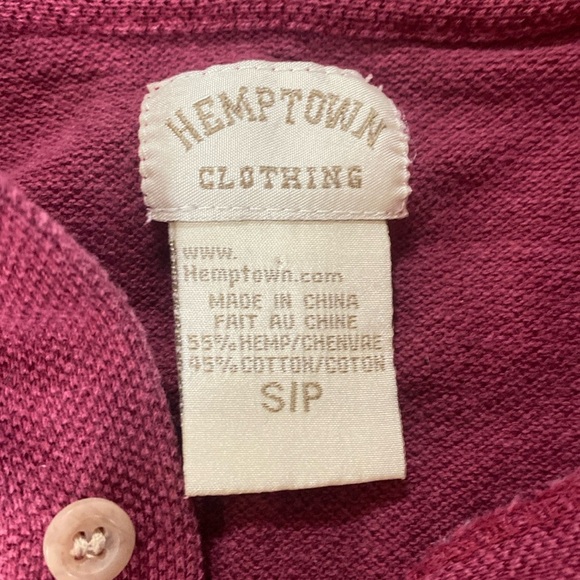 HEMPTOWN
CLOTHING
www.
Hemptown.com
MADE IN CHINA
FAIT AU CHINE
55% HEMP/CHENVRE
45% COTTON/COTON
S/P